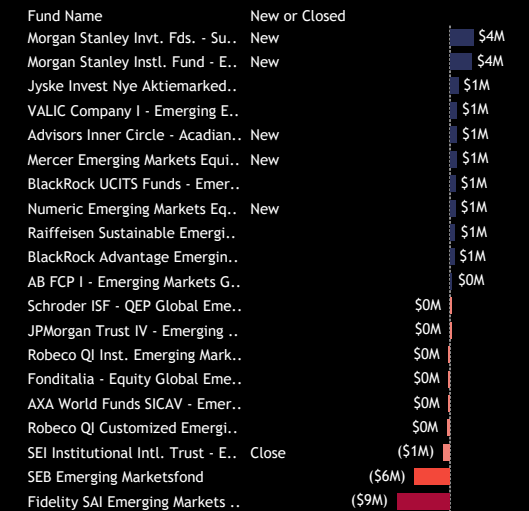 Fund Name New or Closed
Morgan Stanley Invt. Fds. - Su.. New $4M
Morgan Stanley Instl. Fund - E.. New $4M
Jyske Invest Nye Aktiemarked.. $1M
VALIC Company I - Emerging E.. $1M
Advisors Inner Circle - Acadian.. New $1M
Mercer Emerging Markets Equi.. New $1M
BlackRock UCITS Funds - Emer.. $1M
Numeric Emerging Markets Eq.. New $1M
Raiffeisen Sustainable Emergi.. $1M
BlackRock Advantage Emergin.. $1M
AB FCP I - Emerging Markets G.. $0M
Schroder ISF - QEP Global Eme.. $0M
JPMorgan Trust IV - Emerging .. $0M
Robeco QI Inst. Emerging Mark.. $0M
Fonditalia - Equity Global Eme.. $0M
AXA World Funds SICAV - Emer.. $0M
Robeco QI Customized Emergi.. $0M
SEI Institutional Intl. Trust - E.. Close ($1M)
SEB Emerging Marketsfond ($6M)
Fidelity SAI Emerging Markets .. ($9M)